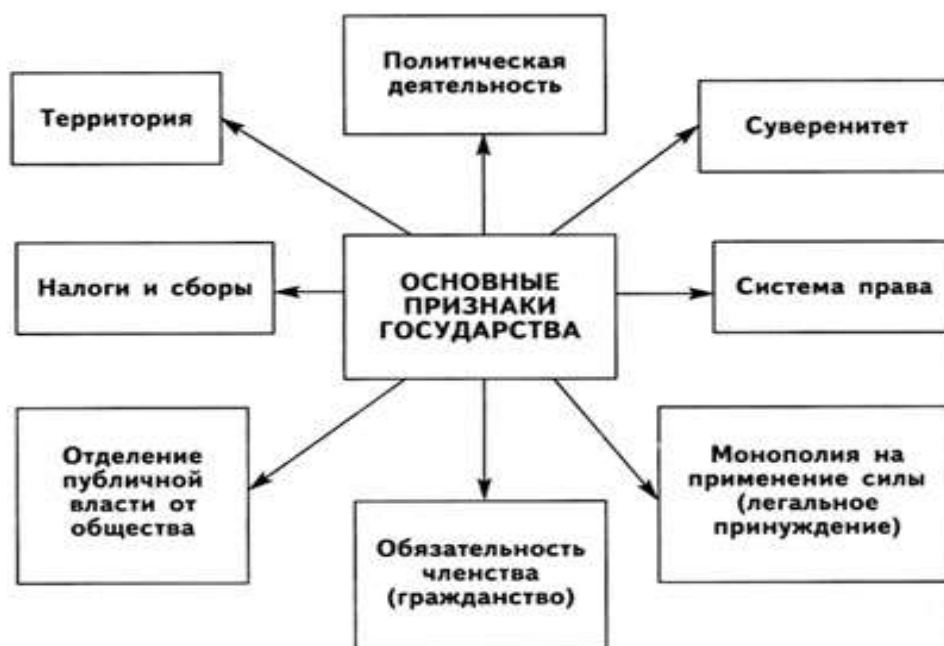 Политическая
деятельность
Территория
Суверенитет
Налоги и сборы
ОСНОВНЫЕ
ПРИЗНАКИ
ГОСУДАРСТВА
Система права
Отделение
публичной
власти от
общества
Обязательность
членства
(гражданство)
Монополия на
применение силы
(легальное
принуждение)